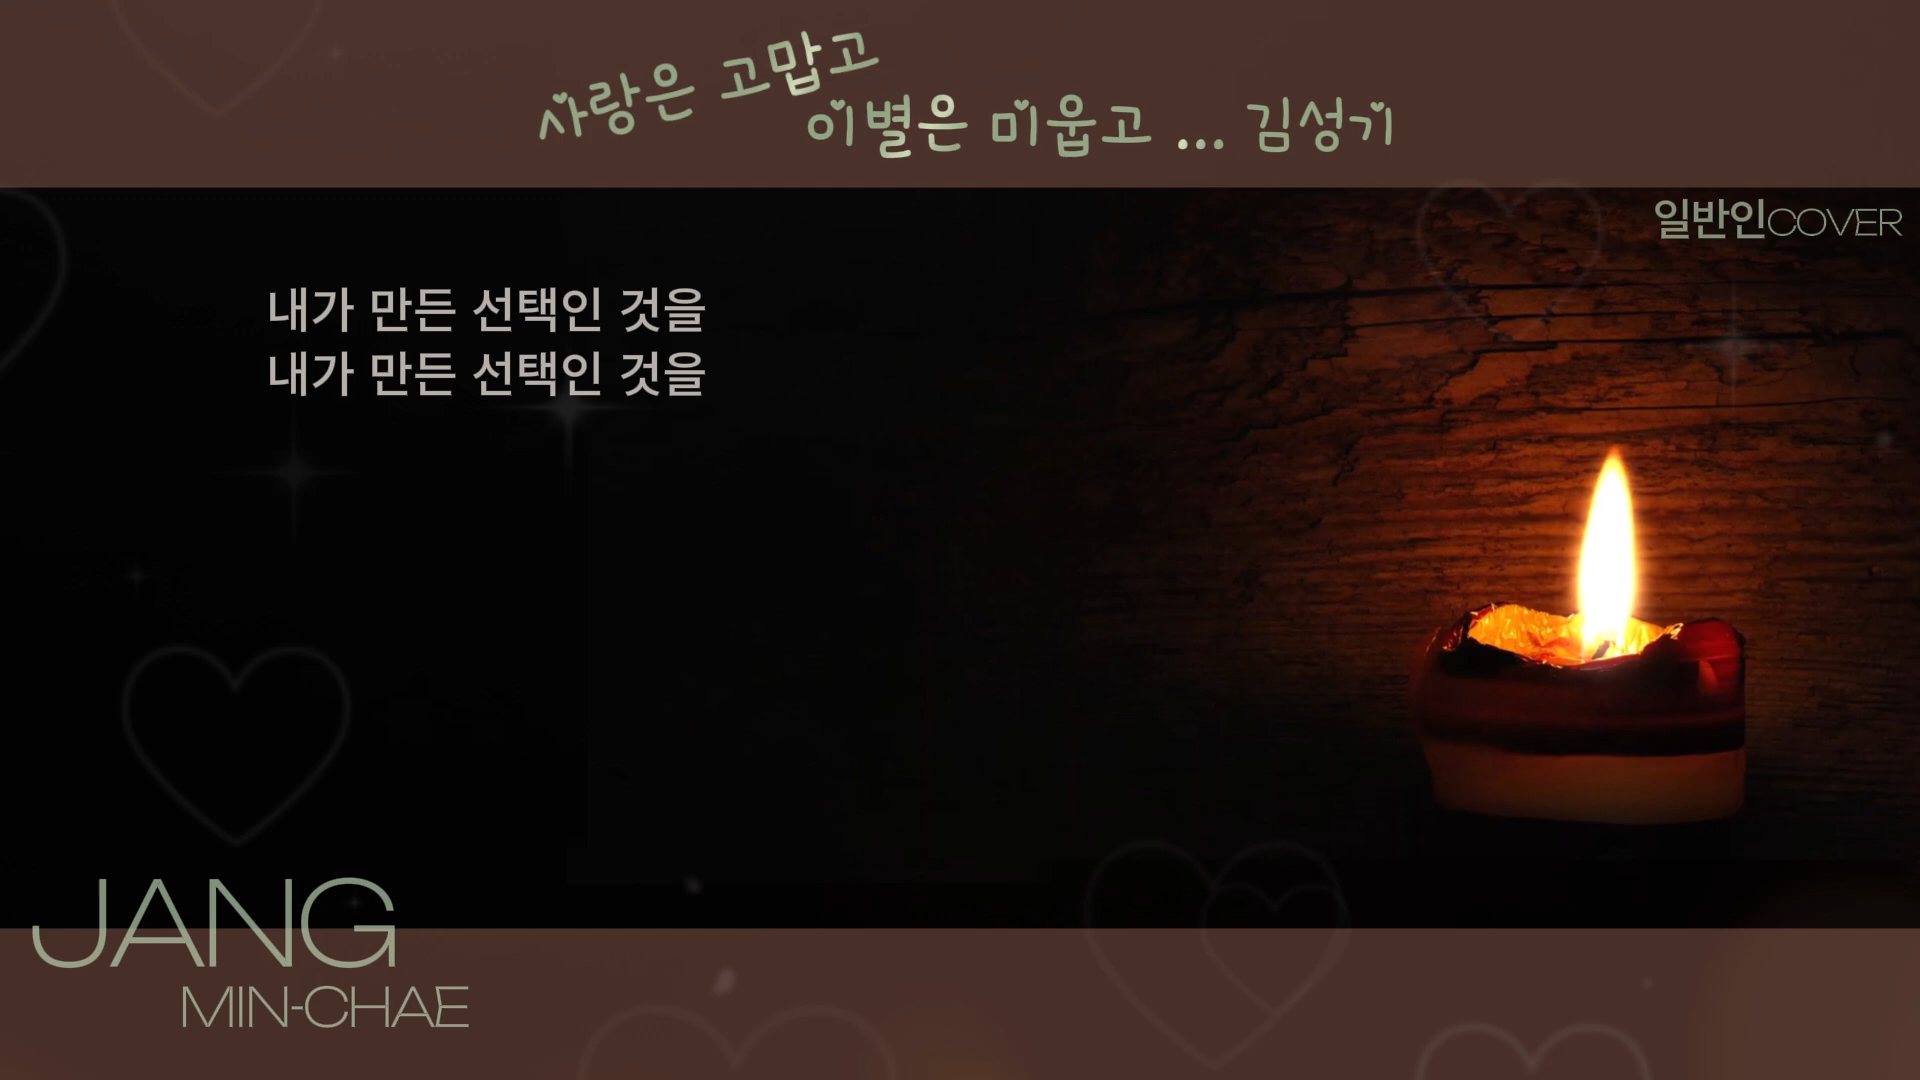 사랑은 고맙고
이별은 미웁고 ... 김성기
일반인COVER
내가 만든 선택인 것을
내가 만든 선택인 것을
JANG
MIN-CHAE